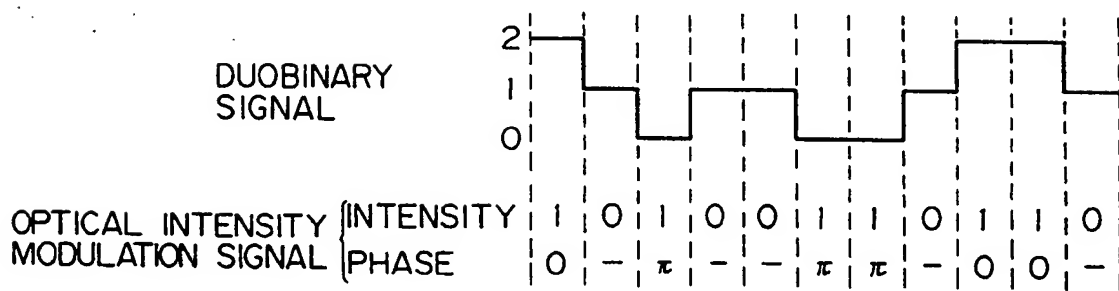 2
DUOBINARY
SIGNAL
1
0
OPTICAL INTENSITY
MODULATION SIGNAL
INTENSITY 1 0 1 0 0 1 1 0 1 1 0
PHASE 0 - π - - π π - 0 0 -